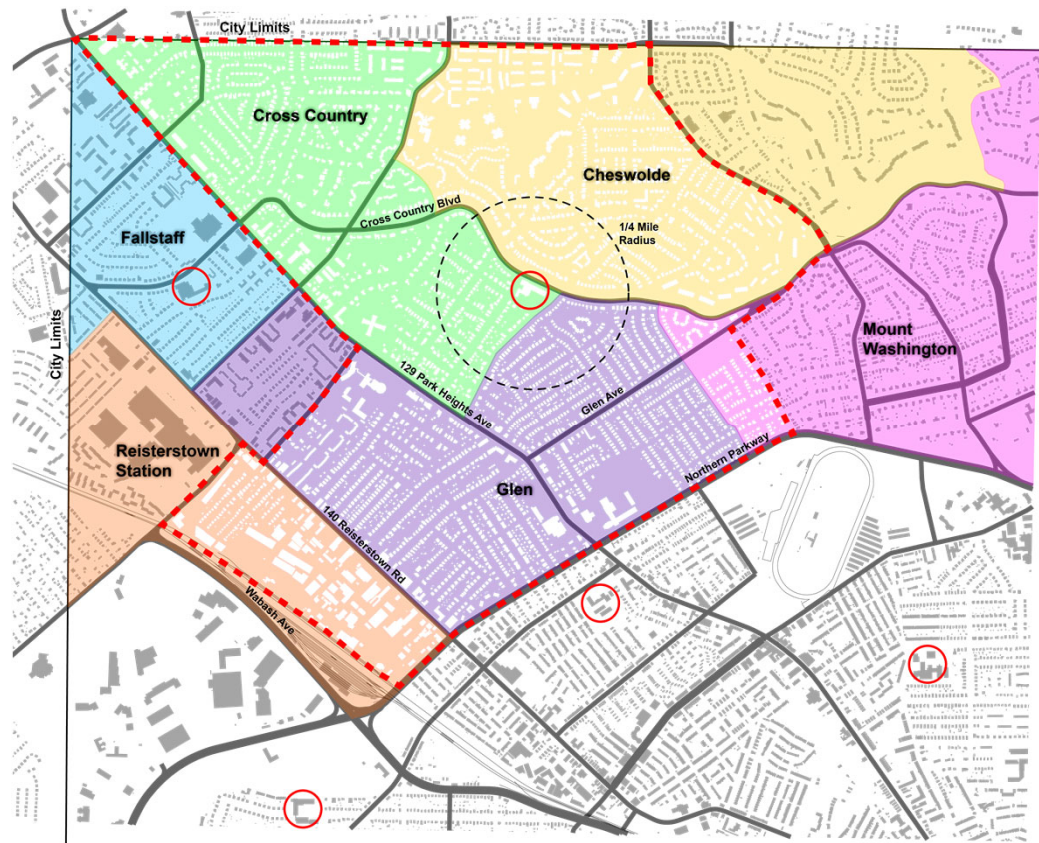 City Limits
Cross Country
Cheswolde
Cross Country Blvd
1/4 Mile
Radius
Fallstaff
City Limits
Mount
Washington
129 Park Heights Ave
Glen Ave
Reisterstown
Station
Northern Parkway
Glen
140 Reisterstown Rd
Wabash Ave